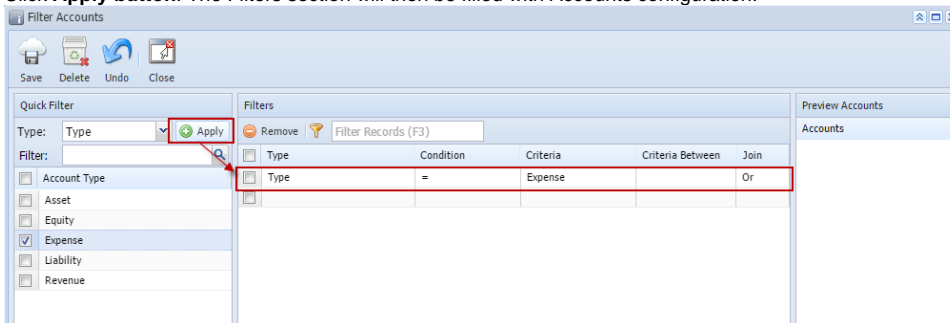 Click Apply button. The Filters section will then be filled with Accounts configuration.
Filter Accounts
Save Delete Undo Close
Quick Filter
Type: Type Apply
Filter:
Account Type
Asset
Equity
Expense
Liability
Revenue
Filters
Remove Filter Records (F3)
Type Condition Criteria Criteria Between Join
Type = Expense Or
Preview Accounts
Accounts